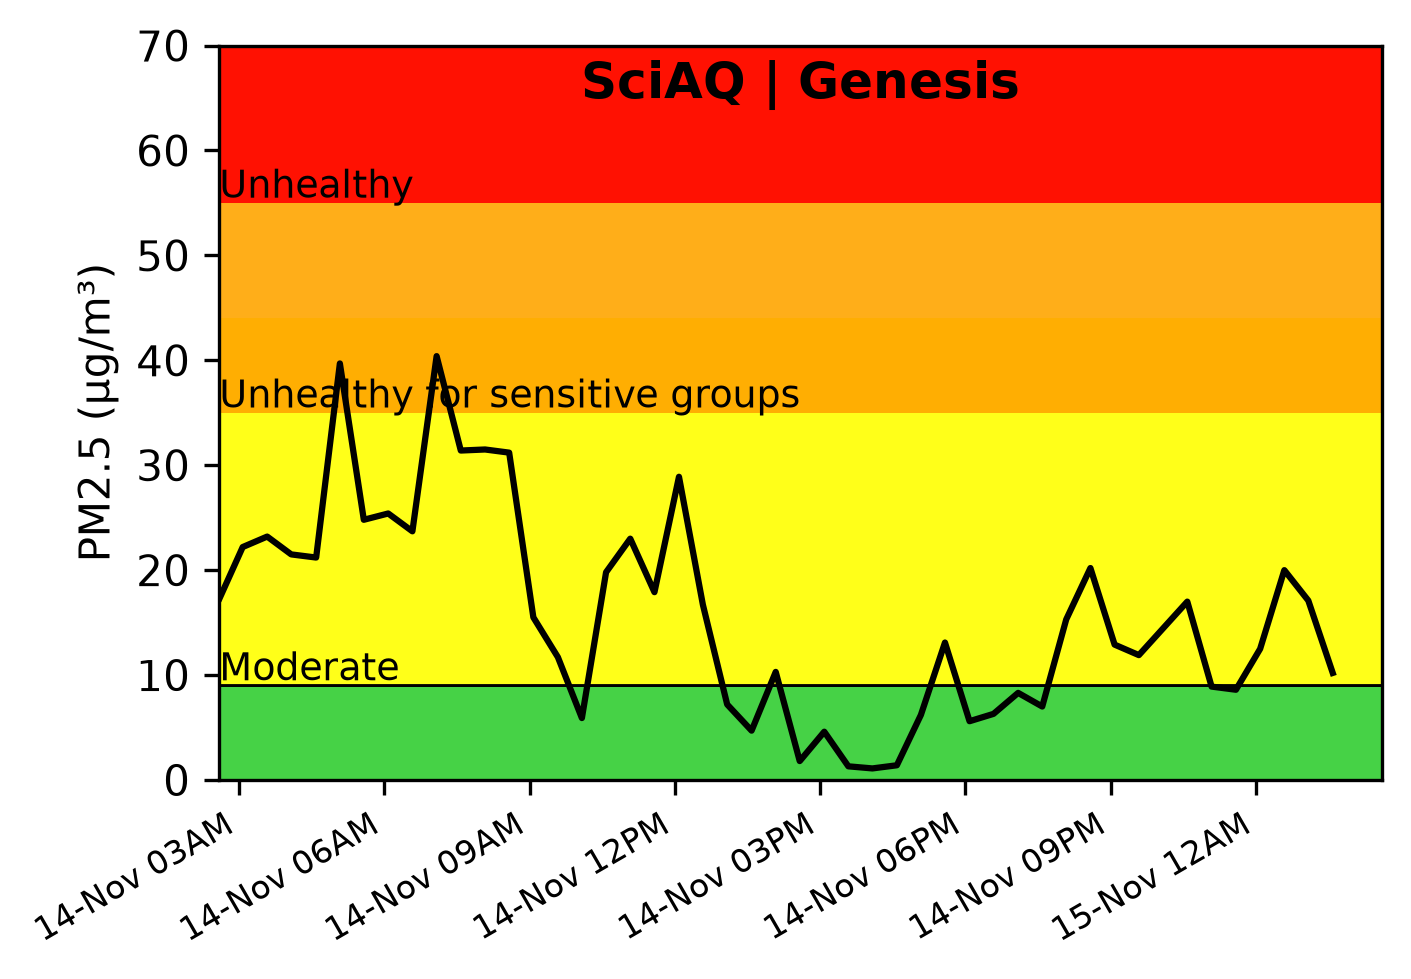 SciAQ | Genesis
70
60
50
40
30
20
10
0
PM2.5 (µg/m³)
Unhealthy
Unhealthy for sensitive groups
Moderate
14-Nov 03AM
14-Nov 06AM
14-Nov 09AM
14-Nov 12PM
14-Nov 03PM
14-Nov 06PM
14-Nov 09PM
15-Nov 12AM